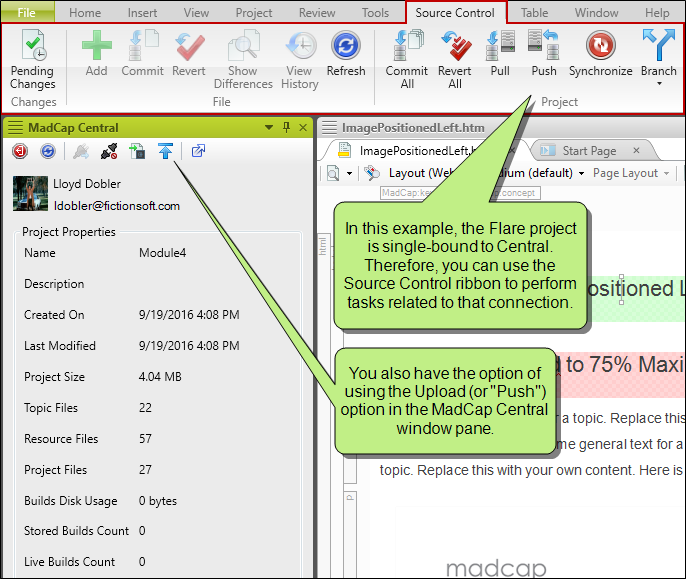 File Home Insert View Project Review Tools Source Control Table Window Help
Pending Changes
Add
Commit
Revert
Show Differences
View History
Refresh
Commit All
Revert All
Pull
Push
Synchronize
Branch
Changes
File
Project
MadCap Central
ImagePositionedLeft.htm
ImagePositionedLeft.h
Start Page
Layout (Web) Medium (default)
Page Layout
Lloyd Dobler
ldobler@fictionsoft.com
MadCap:ke
concept
html
Project Properties
Name Module4
Description
Created On 9/19/2016 4:08 PM
Last Modified 9/19/2016 4:08 PM
Project Size 4.04 MB
Topic Files 22
Resource Files 57
Project Files 27
Builds Disk Usage 0 bytes
Stored Builds Count 0
Live Builds Count 0
In this example, the Flare project
is single-bound to Central.
Therefore, you can use the
Source Control ribbon to perform
tasks related to that connection.
You also have the option of
using the Upload (or "Push")
option in the MadCap Central
window pane.
ositioned L
d to 75% Maxi
a topic. Replace this
me general text for a
topic. Replace this with your own content. Here is
p
madcap